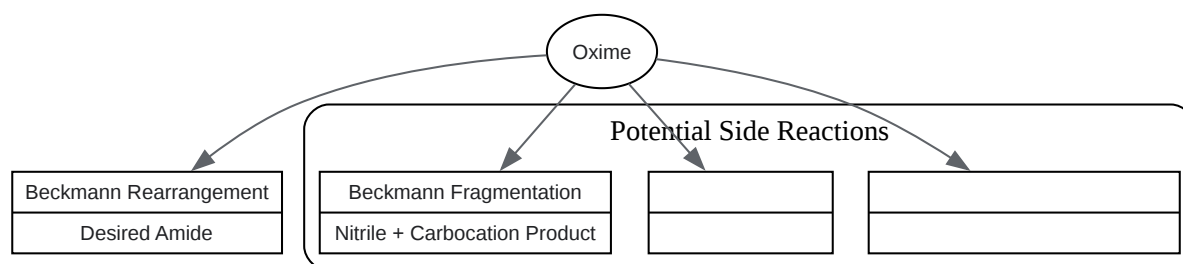 Oxime
Potential Side Reactions
Beckmann Rearrangement
Desired Amide
Beckmann Fragmentation
Nitrile + Carbocation Product